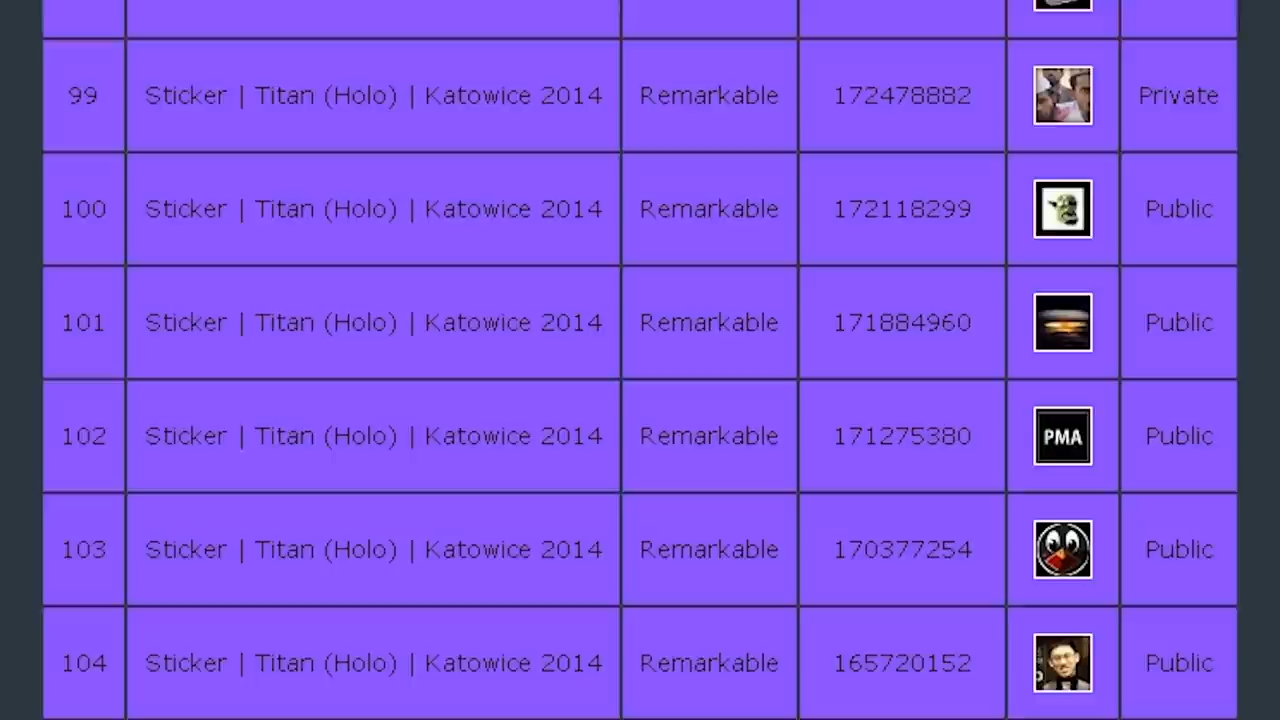 99 Sticker | Titan (Holo) | Katowice 2014 Remarkable 172478882 Private
100 Sticker | Titan (Holo) | Katowice 2014 Remarkable 172118299 Public
101 Sticker | Titan (Holo) | Katowice 2014 Remarkable 171884960 Public
102 Sticker | Titan (Holo) | Katowice 2014 Remarkable 171275380 PMA Public
103 Sticker | Titan (Holo) | Katowice 2014 Remarkable 170377254 Public
104 Sticker | Titan (Holo) | Katowice 2014 Remarkable 165720152 Public